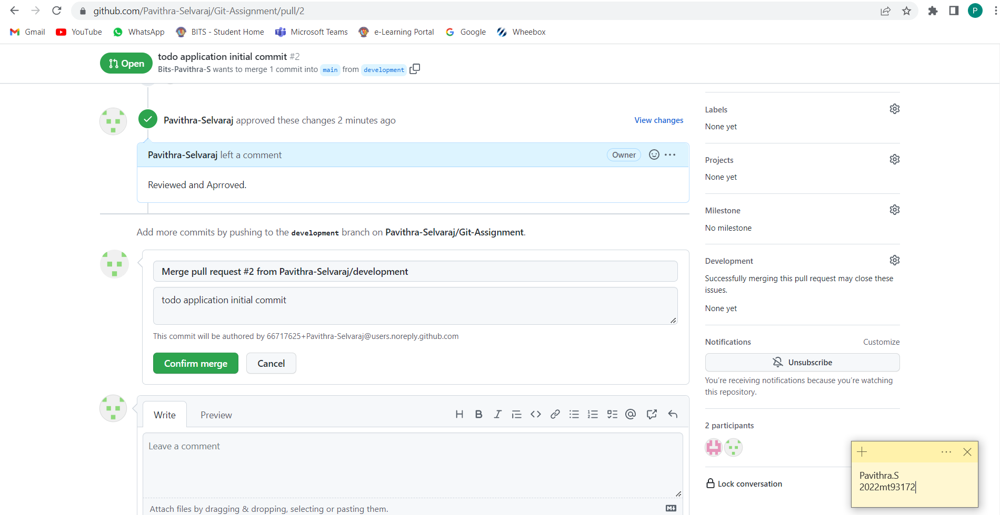 github.com/Pavithra-Selvaraj/Git-Assignment/pull/2
P
Gmail YouTube WhatsApp BITS - Student Home Microsoft Teams e-Learning Portal Google Wheebox
Open
todo application initial commit #2
Bits-Pavithra-S wants to merge 1 commit into main from development
Pavithra-Selvaraj approved these changes 2 minutes ago View changes
Pavithra-Selvaraj left a comment Owner
Reviewed and Aprroved.
Add more commits by pushing to the development branch on Pavithra-Selvaraj/Git-Assignment.
Merge pull request #2 from Pavithra-Selvaraj/development
todo application initial commit
This commit will be authored by 66717625+Pavithra-Selvaraj@users.noreply.github.com
Confirm merge Cancel
Write Preview
Leave a comment
Attach files by dragging & dropping, selecting or pasting them.
Labels
None yet
Projects
None yet
Milestone
No milestone
Development
Successfully merging this pull request may close these
issues.
None yet
Notifications Customize
Unsubscribe
You're receiving notifications because you're watching
this repository.
2 participants
Lock conversation
Pavithra.S
2022mt93172